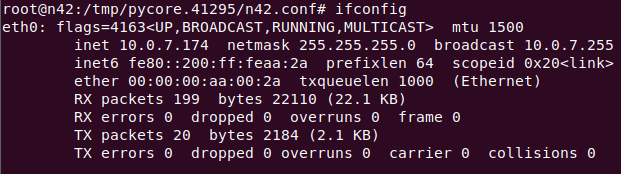 root@n42:/tmp/pycore.41295/n42.conf# ifconfig
eth0: flags=4163<UP,BROADCAST,RUNNING,MULTICAST>  mtu 1500
        inet 10.0.7.174  netmask 255.255.255.0  broadcast 10.0.7.255
        inet6 fe80::200:ff:feaa:2a  prefixlen 64  scopeid 0x20<link>
        ether 00:00:00:aa:00:2a  txqueuelen 1000  (Ethernet)
        RX packets 199  bytes 22110 (22.1 KB)
        RX errors 0  dropped 0  overruns 0  frame 0
        TX packets 20  bytes 2184 (2.1 KB)
        TX errors 0  dropped 0 overruns 0  carrier 0  collisions 0